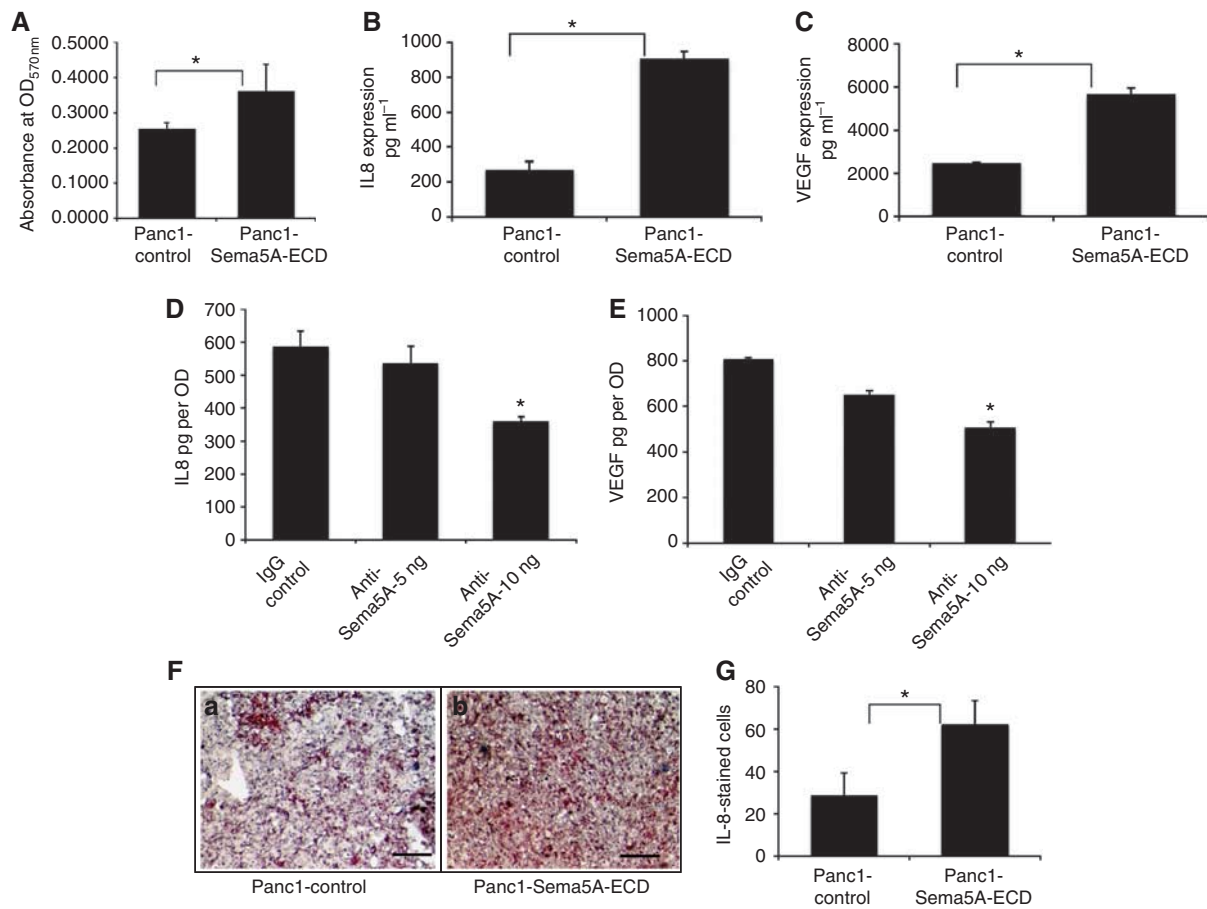 A
Absorbance at OD570 nm
0.5000
0.4000
0.3000
0.2000
0.1000
0.0000
*
Panc1-
control
Panc1-
Sema5A-ECD
B
IL8 expression
pg ml−1
1000
800
600
400
200
0
*
Panc1-
control
Panc1-
Sema5A-ECD
C
VEGF expression
pg ml−1
8000
6000
4000
2000
0
*
Panc1-
control
Panc1-
Sema5A-ECD
D
IL8 pg per OD
700
600
500
400
300
200
100
0
*
IgG
control
Anti-
Sema5A-5 ng
Anti-
Sema5A-10 ng
E
VEGF pg per OD
1000
800
600
400
200
0
*
IgG
control
Anti-
Sema5A-5 ng
Anti-
Sema5A-10 ng
F
a
b
Panc1-control
Panc1-Sema5A-ECD
G
IL-8-stained cells
80
60
40
20
0
*
Panc1-
control
Panc1-
Sema5A-ECD